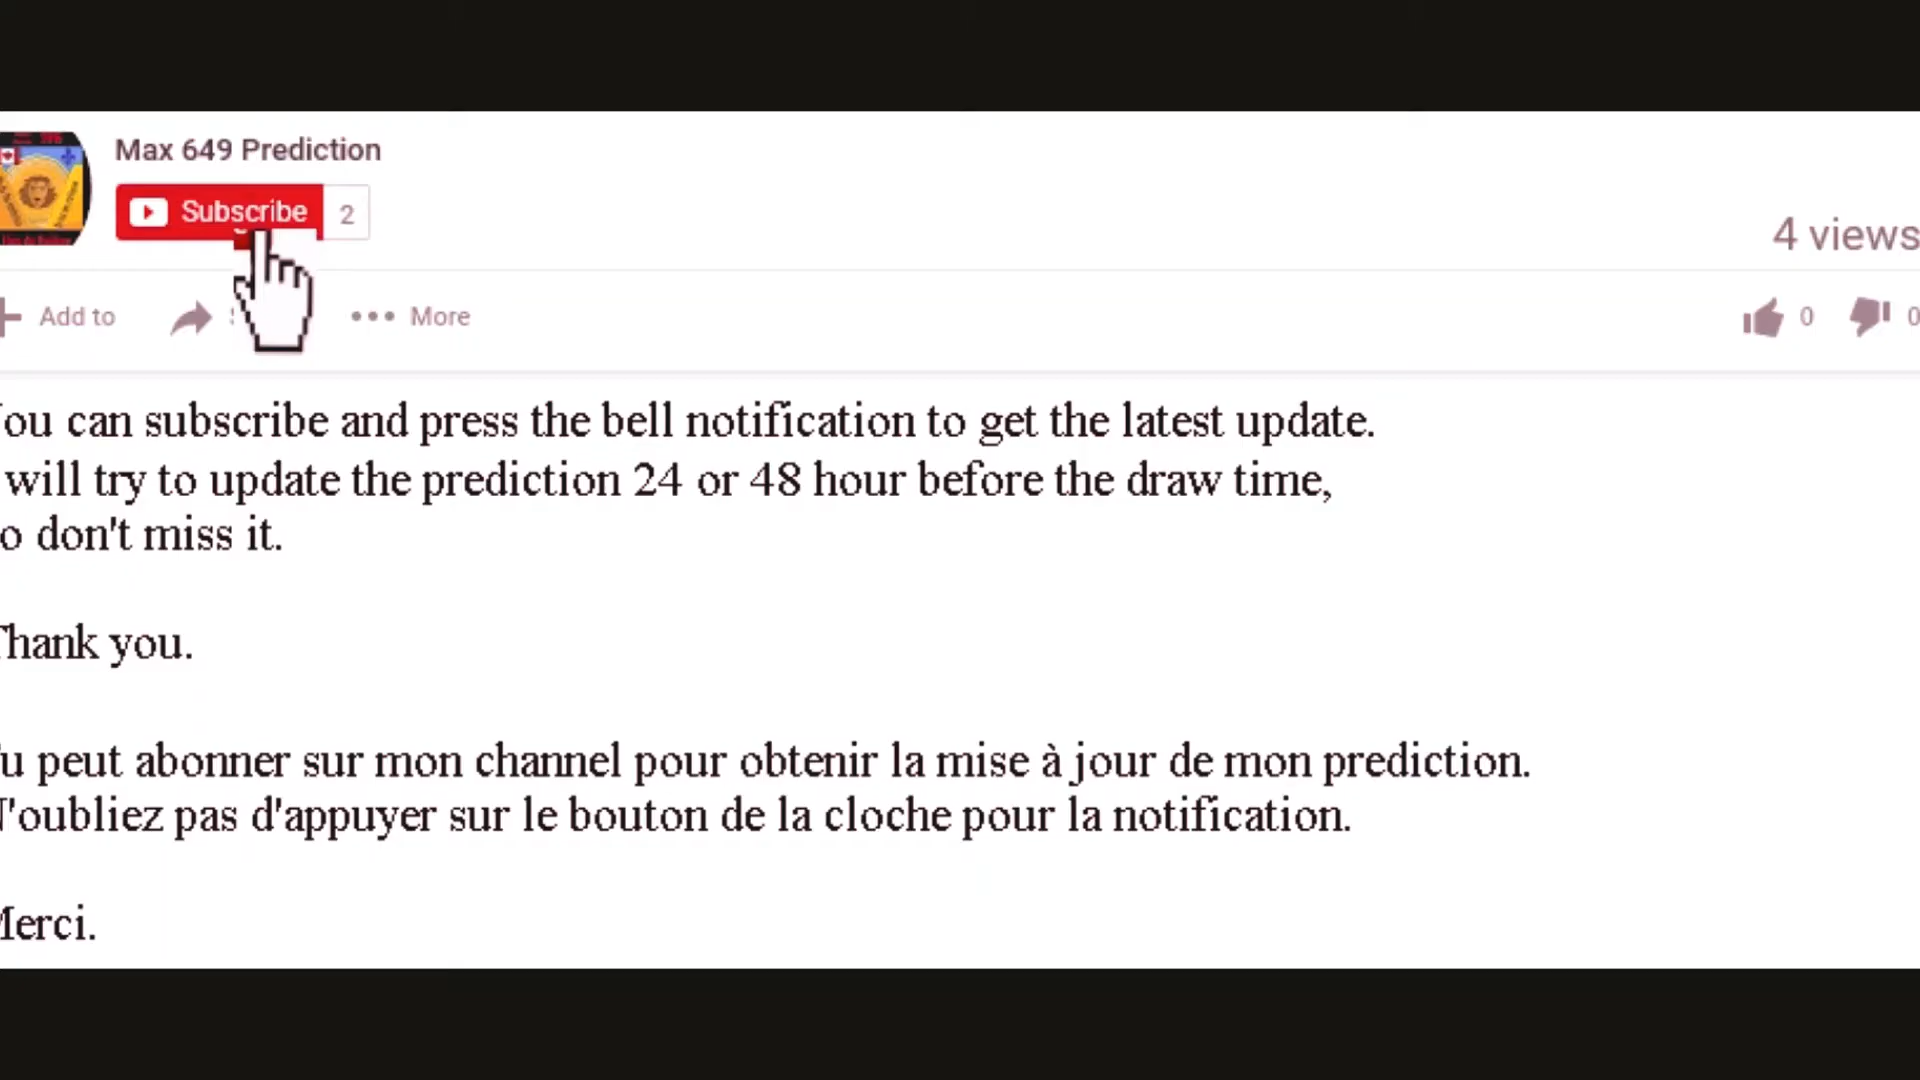 Max 649 Prediction
Subscribe 2
4 views
Add to More 0 0
ou can subscribe and press the bell notification to get the latest update.
will try to update the prediction 24 or 48 hour before the draw time,
o don't miss it.
Thank you.
u peut abonner sur mon channel pour obtenir la mise à jour de mon prediction.
N'oubliez pas d'appuyer sur le bouton de la cloche pour la notification.
Merci.